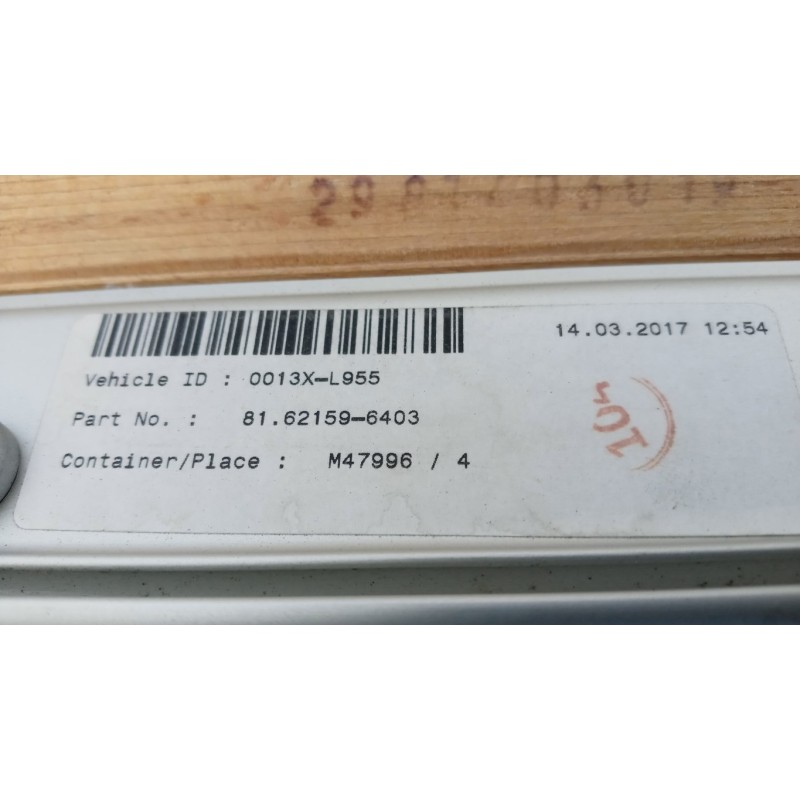 14.03.2017 12:54
Vehicle ID : 0013X-L955
Part No. : 81.62159-6403
Container/Place : M47996 / 4